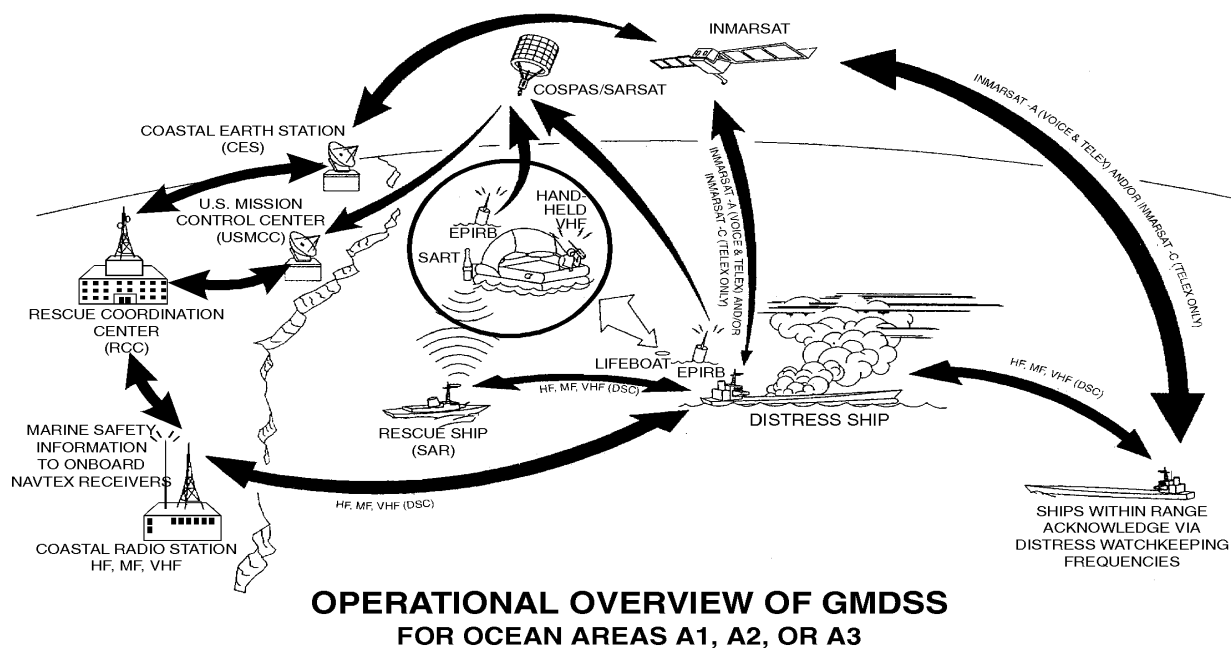 INMARSAT
COSPAS/SARSAT
COASTAL EARTH STATION
(CES)
U.S. MISSION
CONTROL CENTER
(USMCC)
EPIRB
HAND-
HELD
VHF
SART
INMARSAT -A (VOICE & TELEX) AND/OR
INMARSAT -C (TELEX ONLY)
INMARSAT -A (VOICE & TELEX) AND/OR INMARSAT -C (TELEX ONLY)
RESCUE COORDINATION
CENTER
(RCC)
LIFEBOAT
EPIRB
HF, MF, VHF (DSC)
HF, MF, VHF (DSC)
DISTRESS SHIP
RESCUE SHIP
(SAR)
MARINE SAFETY
INFORMATION
TO ONBOARD
NAVTEX RECEIVERS
HF, MF, VHF (DSC)
COASTAL RADIO STATION
HF, MF, VHF
SHIPS WITHIN RANGE
ACKNOWLEDGE VIA
DISTRESS WATCHKEEPING
FREQUENCIES
OPERATIONAL OVERVIEW OF GMDSS
FOR OCEAN AREAS A1, A2, OR A3